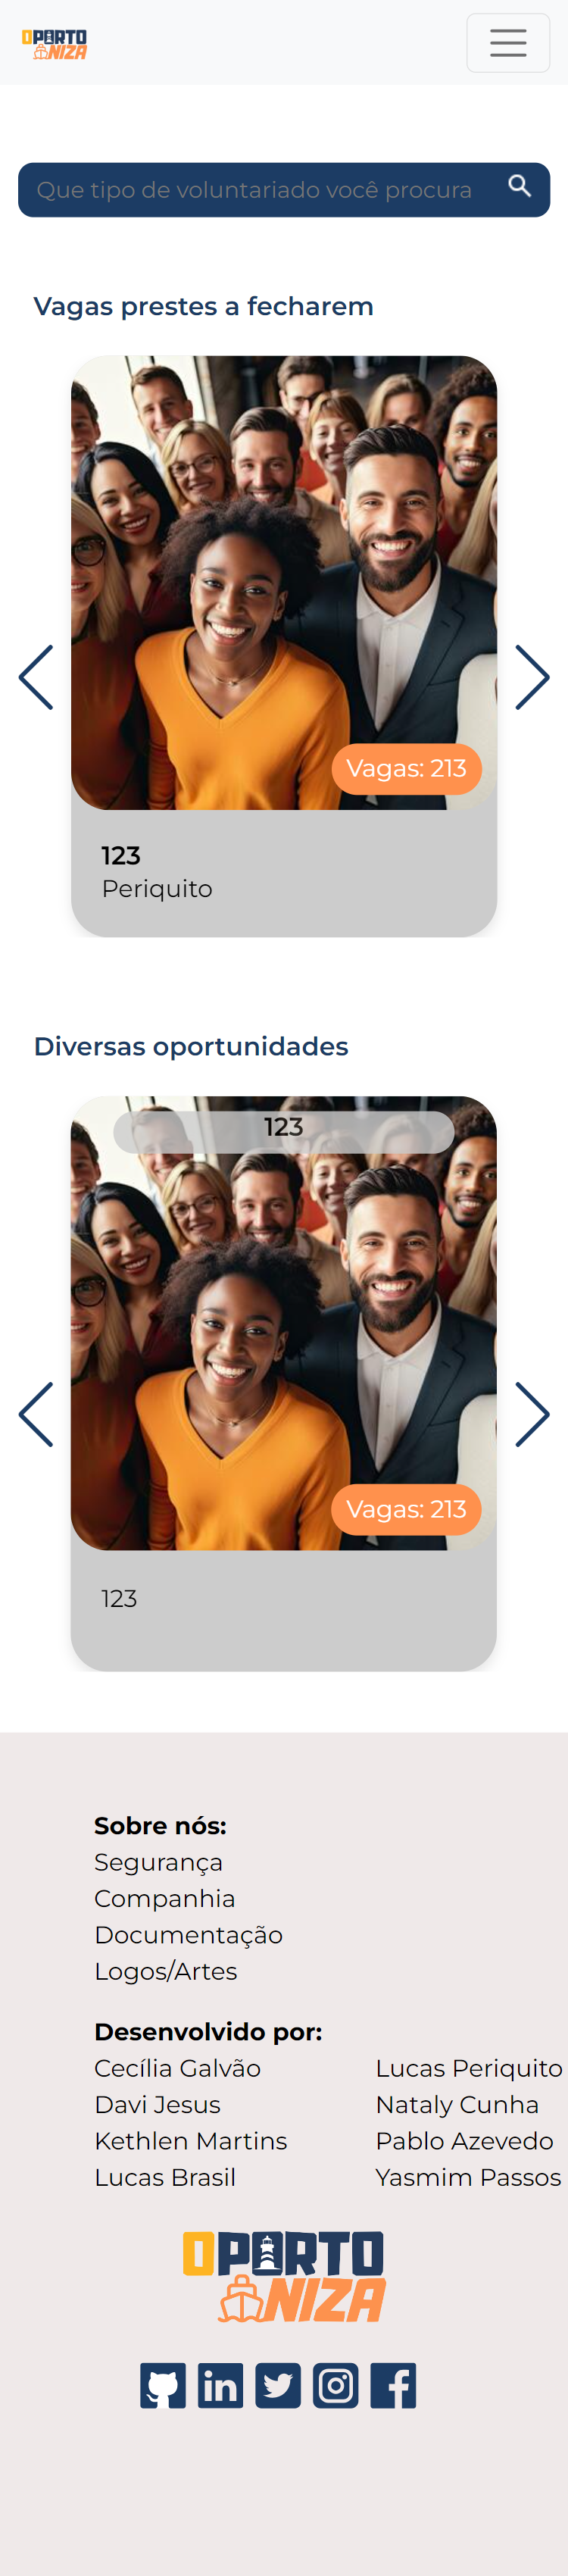 OPORTO
NIZA
Que tipo de voluntariado você procura
Vagas prestes a fecharem
Vagas: 213
123
Periquito
Diversas oportunidades
123
Vagas: 213
123
Sobre nós:
Segurança
Companhia
Documentação
Logos/Artes
Desenvolvido por:
Cecília Galvão
Davi Jesus
Kethlen Martins
Lucas Brasil
Lucas Periquito
Nataly Cunha
Pablo Azevedo
Yasmim Passos
OPORTO
NIZA
in